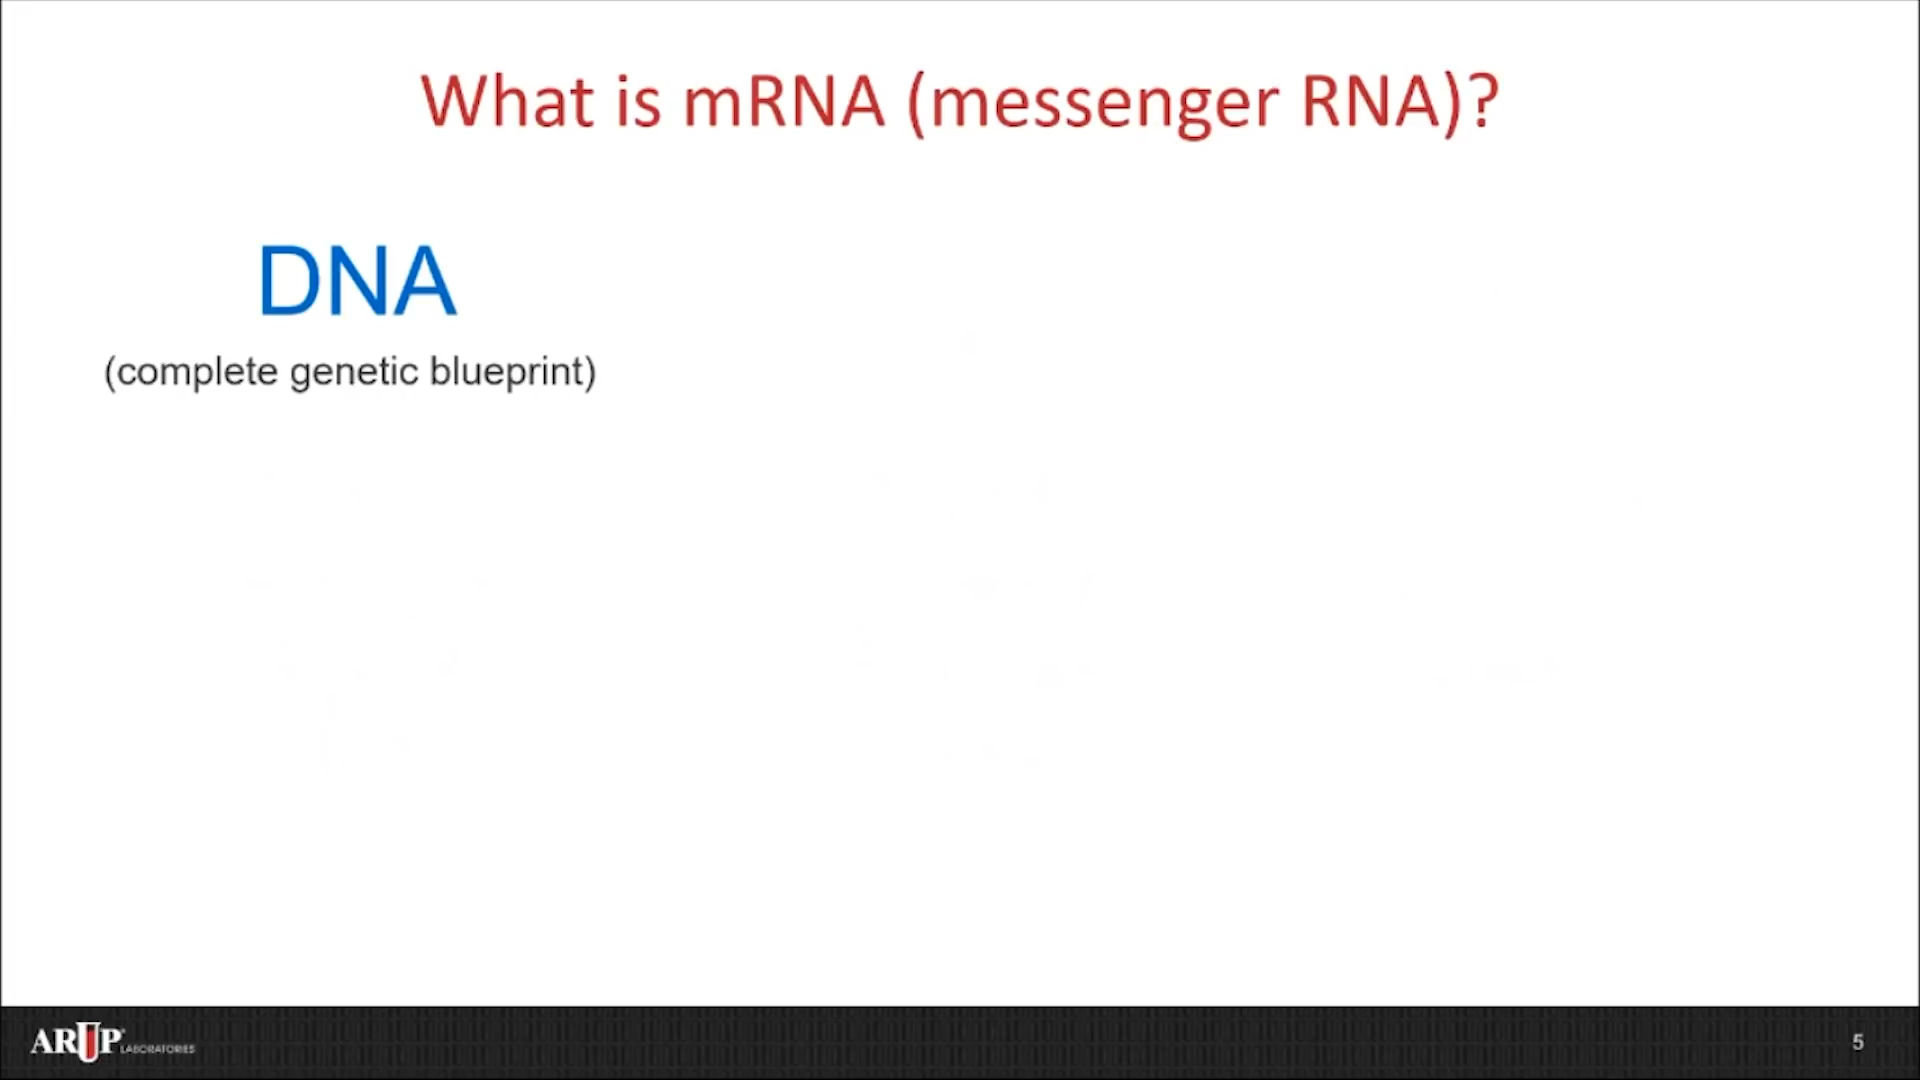 What is mRNA (messenger RNA)?
DNA
(complete genetic blueprint)
ARUP® LABORATORIES
5